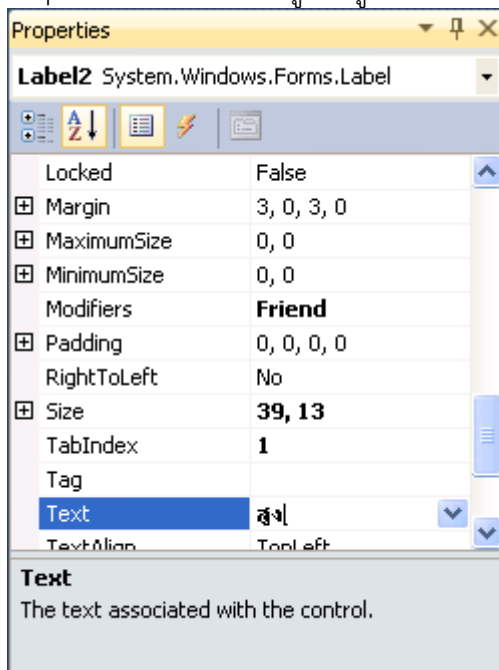 Properties
Label2 System.Windows.Forms.Label
Locked False
Margin 3, 0, 3, 0
MaximumSize 0, 0
MinimumSize 0, 0
Modifiers Friend
Padding 0, 0, 0, 0
RightToLeft No
Size 39, 13
TabIndex 1
Tag
Text สูง
TextAlign TopLeft
Text
The text associated with the control.